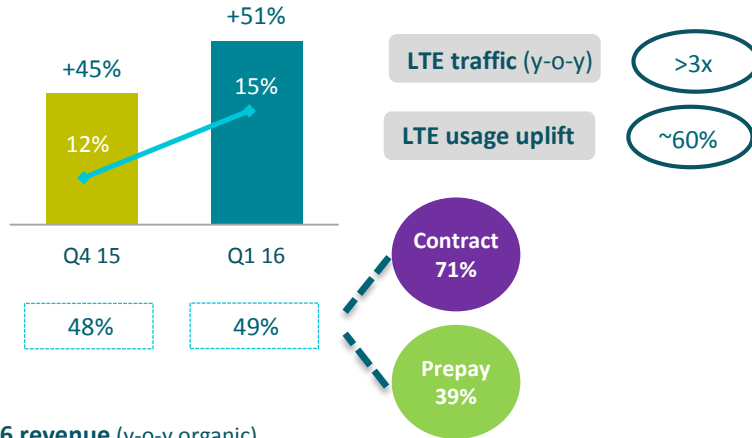 +51%
+45%
15%
12%
Q4 15
Q1 16
48%
49%
LTE traffic (y-o-y)
>3x
LTE usage uplift
~60%
Contract
71%
Prepay
39%
6 revenue (y-o-y organic)